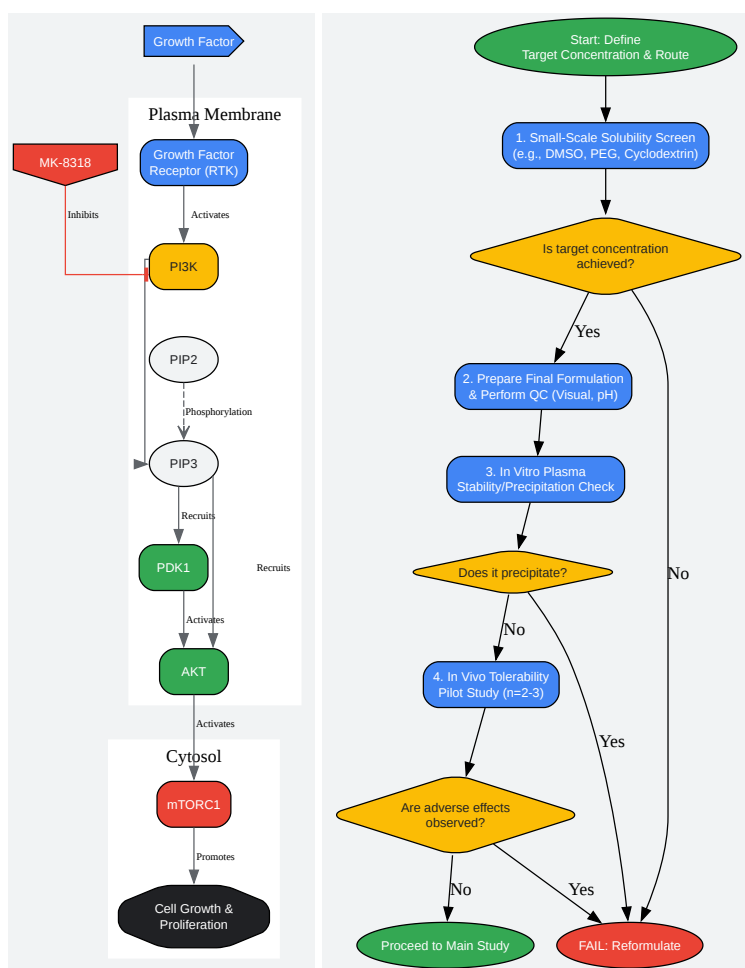 Growth Factor
Plasma Membrane
MK-8318
Growth Factor
Receptor (RTK)
Inhibits
Activates
PI3K
PIP2
Phosphorylation
PIP3
Recruits
PDK1
Recruits
Activates
AKT
Activates
Cytosol
mTORC1
Promotes
Cell Growth &
Proliferation
Start: Define
Target Concentration & Route
1. Small-Scale Solubility Screen
(e.g., DMSO, PEG, Cyclodextrin)
Is target concentration
achieved?
Yes
2. Prepare Final Formulation
& Perform QC (Visual, pH)
3. In Vitro Plasma
Stability/Precipitation Check
Does it precipitate?
No
No
4. In Vivo Tolerability
Pilot Study (n=2-3)
Yes
Are adverse effects
observed?
No
Yes
Proceed to Main Study
FAIL: Reformulate